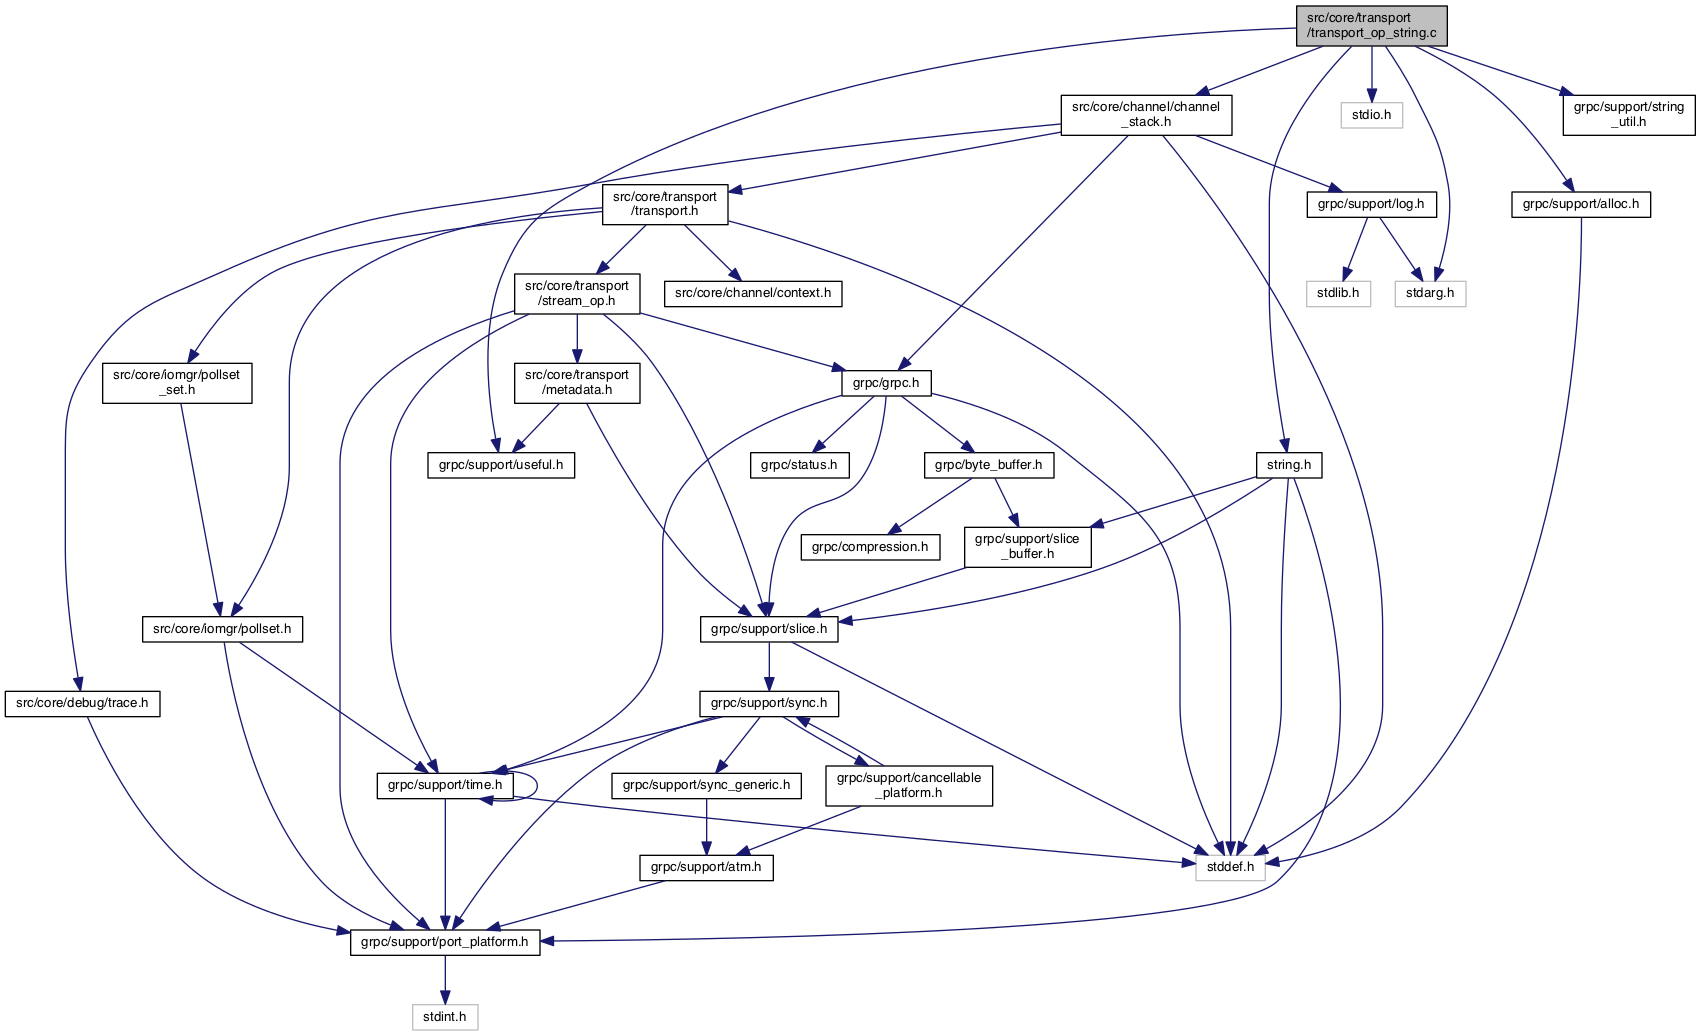 src/core/transport
/transport_op_string.c
src/core/channel/channel
_stack.h
stdio.h
grpc/support/string
_util.h
src/core/transport
/transport.h
grpc/support/log.h
grpc/support/alloc.h
src/core/transport
/stream_op.h
src/core/channel/context.h
stdlib.h
stdarg.h
src/core/iomgr/pollset
_set.h
src/core/transport
/metadata.h
grpc/grpc.h
grpc/support/useful.h
grpc/status.h
grpc/byte_buffer.h
string.h
grpc/compression.h
grpc/support/slice
_buffer.h
src/core/iomgr/pollset.h
grpc/support/slice.h
src/core/debug/trace.h
grpc/support/sync.h
grpc/support/time.h
grpc/support/sync_generic.h
grpc/support/cancellable
_platform.h
grpc/support/atm.h
stddef.h
grpc/support/port_platform.h
stdint.h